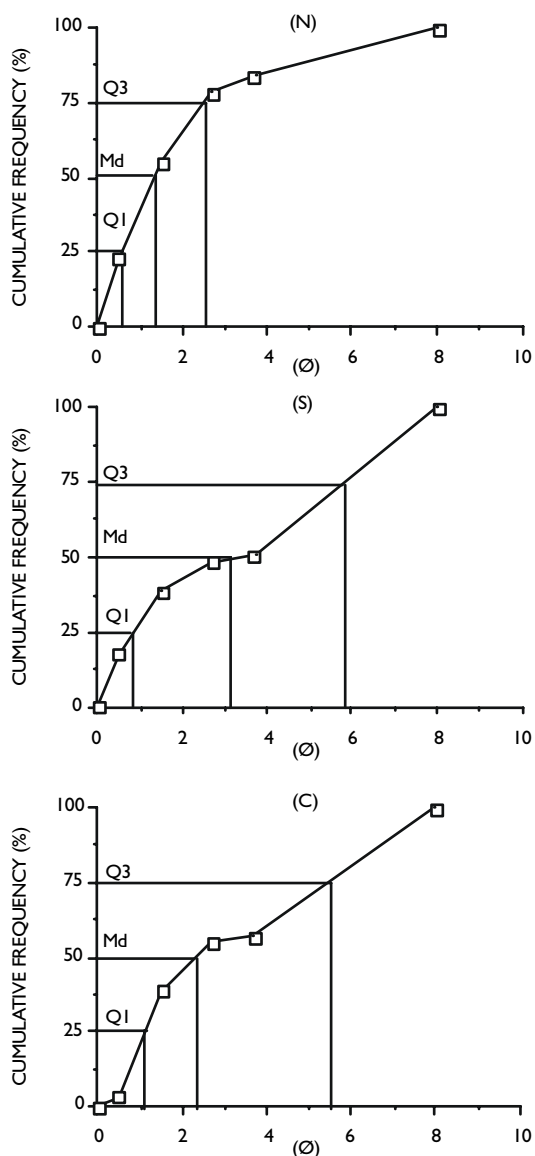 (N)
CUMULATIVE FREQUENCY (%)
100
Q3
75
Md
50
Q1
25
0
0 2 4 6 8 10
(Ø)
(S)
CUMULATIVE FREQUENCY (%)
100
Q3
75
Md
50
Q1
25
0
0 2 4 6 8 10
(Ø)
(C)
CUMULATIVE FREQUENCY (%)
100
Q3
75
Md
50
Q1
25
0
0 2 4 6 8 10
(Ø)